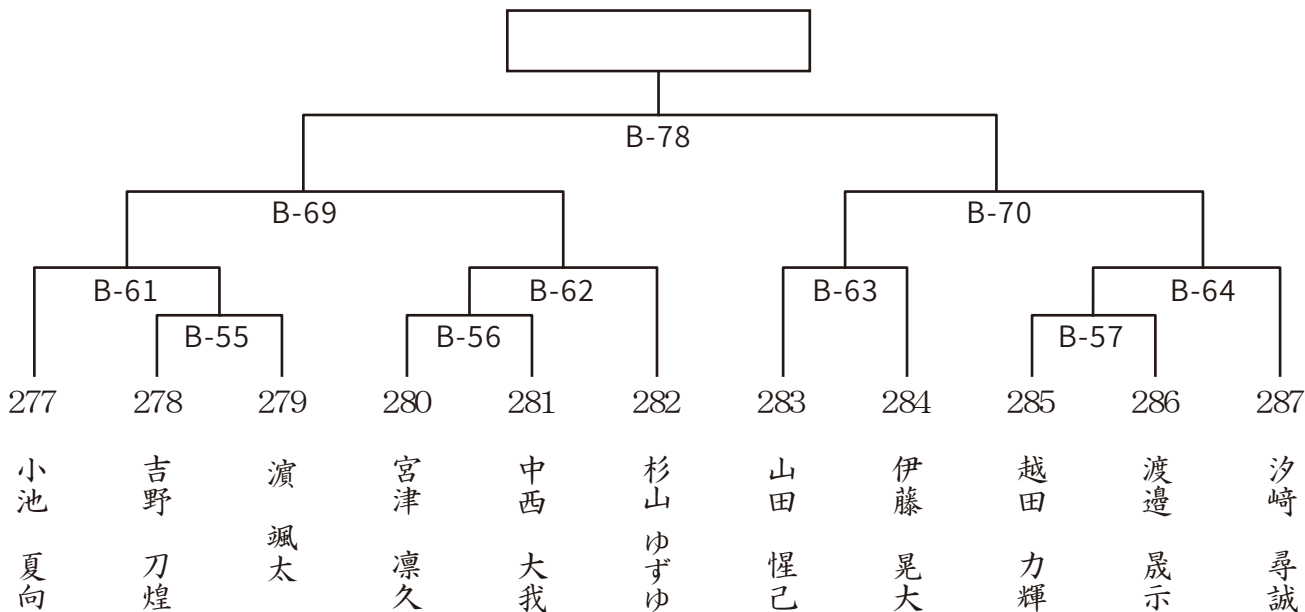 B-78
B-69
B-70
B-61
B-62
B-63
B-64
B-55
B-56
B-57
277
278
279
280
281
282
283
284
285
286
287
小池 夏向
吉野 刀煌
濵 颯太
宮津 凛久
中西 大我
杉山 ゆずゆ
山田 惺己
伊藤 晃大
越田 力輝
渡邉 晟示
汐﨑 尋誠